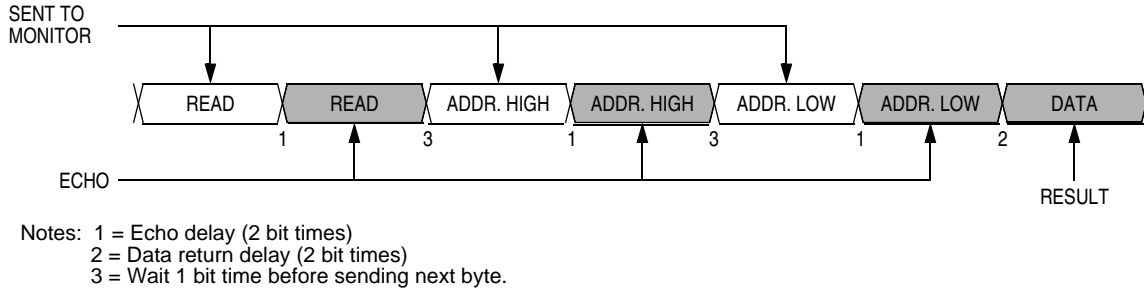 SENT TO
MONITOR
READ READ ADDR. HIGH ADDR. HIGH ADDR. LOW ADDR. LOW DATA
1 3 1 3 1 2
ECHO
RESULT
Notes: 1 = Echo delay (2 bit times)
2 = Data return delay (2 bit times)
3 = Wait 1 bit time before sending next byte.